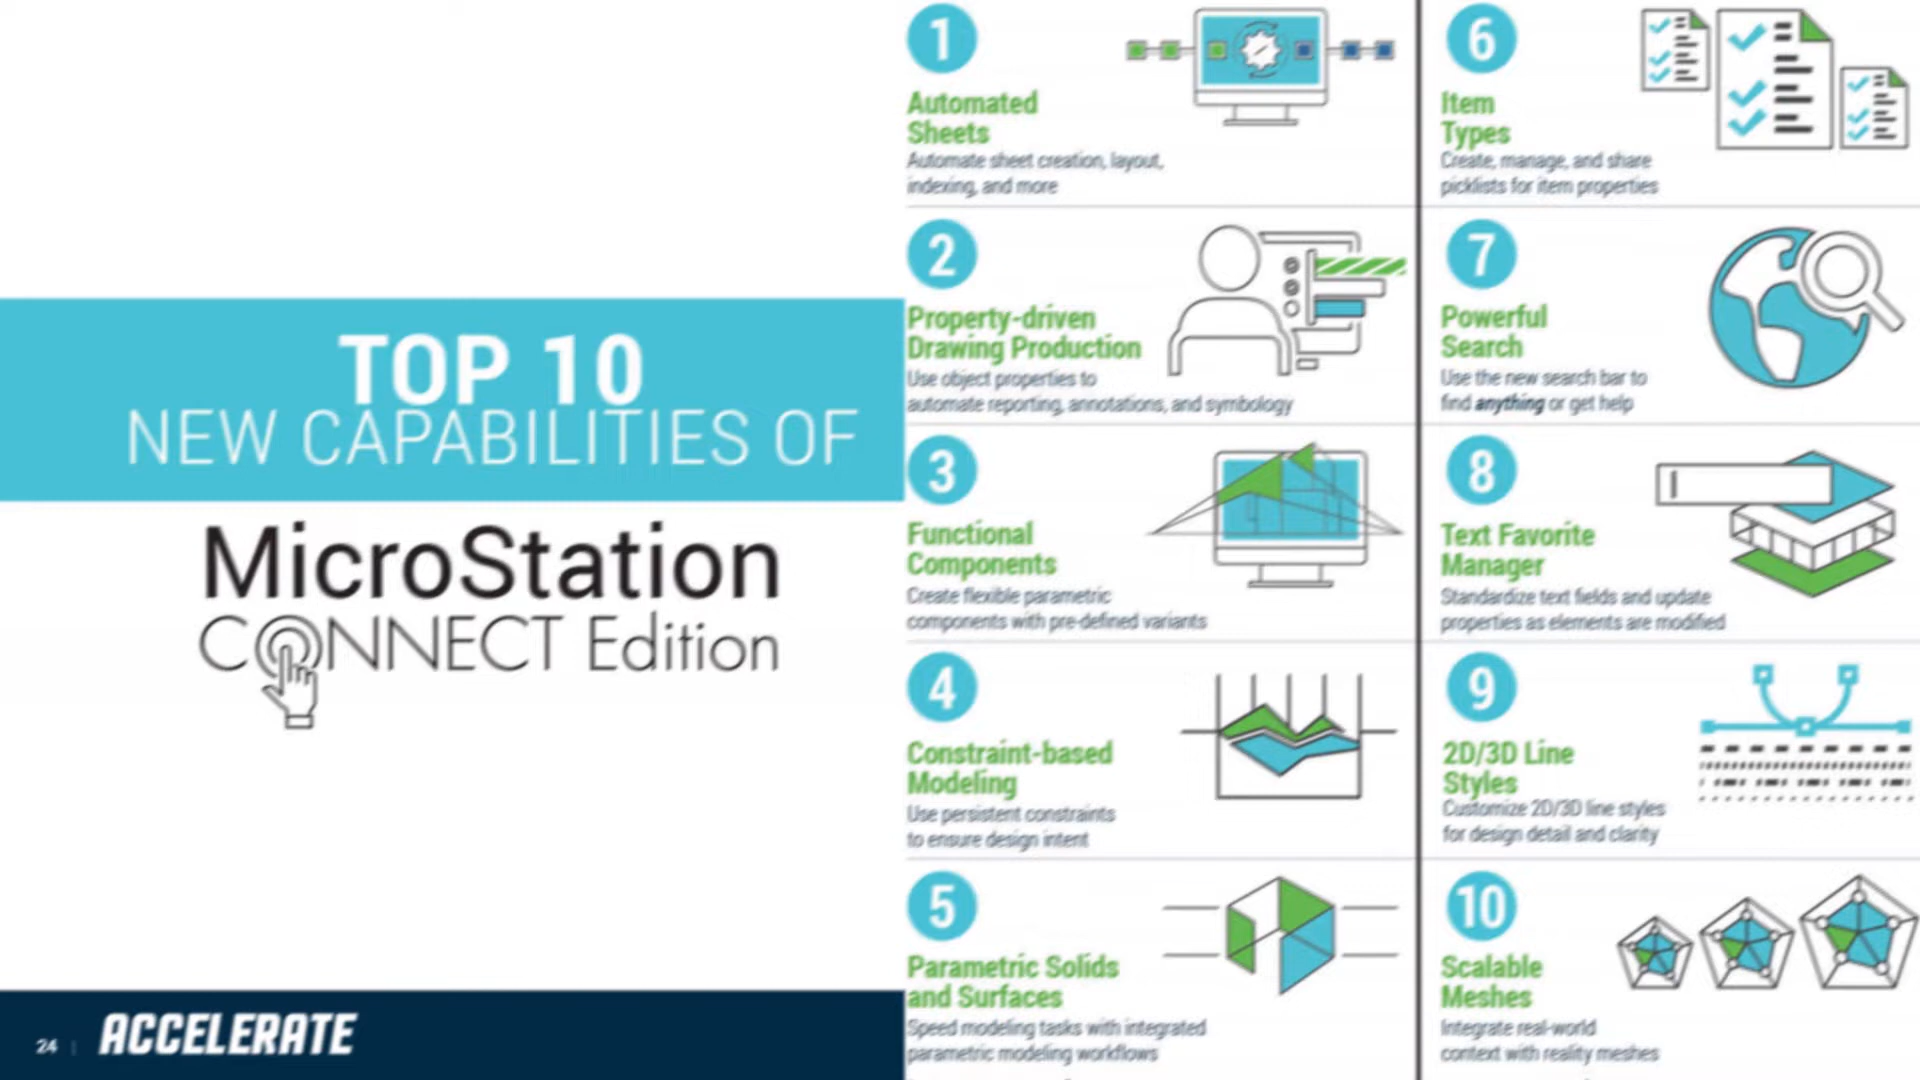 TOP 10
NEW CAPABILITIES OF
MicroStation
CONNECT Edition
24
ACCELERATE
1
Automated
Sheets
Automate sheet creation, layout,
indexing, and more
2
Property-driven
Drawing Production
Use object properties to
automate reporting, annotations, and symbology
3
Functional
Components
Create flexible parametric
components with pre-defined variants
4
Constraint-based
Modeling
Use persistent constraints
to ensure design intent
5
Parametric Solids
and Surfaces
Speed modeling tasks with integrated
parametric modeling workflows
6
Item
Types
Create, manage, and share
picklists for item properties
7
Powerful
Search
Use the new search bar to
find anything or get help
8
Text Favorite
Manager
Standardize text fields and update
properties as elements are modified
9
2D/3D Line
Styles
Customize 2D/3D line styles
for design detail and clarity
10
Scalable
Meshes
Integrate real-world
context with reality meshes